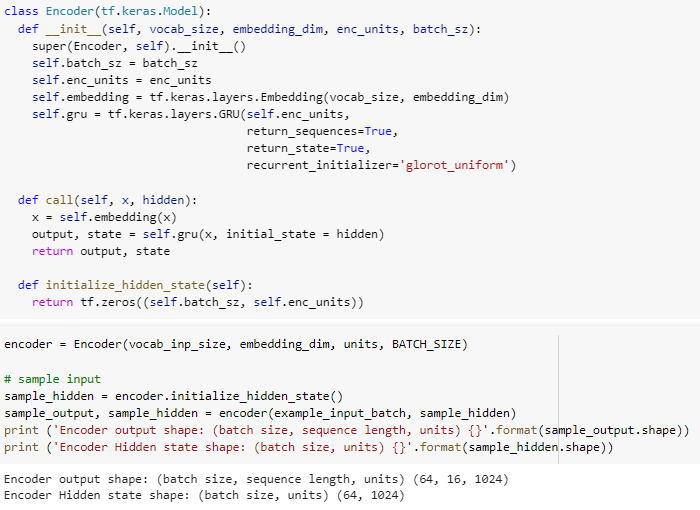 class Encoder(tf.keras.Model):
  def __init__(self, vocab_size, embedding_dim, enc_units, batch_sz):
    super(Encoder, self).__init__()
    self.batch_sz = batch_sz
    self.enc_units = enc_units
    self.embedding = tf.keras.layers.Embedding(vocab_size, embedding_dim)
    self.gru = tf.keras.layers.GRU(self.enc_units,
                                   return_sequences=True,
                                   return_state=True,
                                   recurrent_initializer='glorot_uniform')
  def call(self, x, hidden):
    x = self.embedding(x)
    output, state = self.gru(x, initial_state = hidden)
    return output, state
  def initialize_hidden_state(self):
    return tf.zeros((self.batch_sz, self.enc_units))
encoder = Encoder(vocab_inp_size, embedding_dim, units, BATCH_SIZE)
# sample input
sample_hidden = encoder.initialize_hidden_state()
sample_output, sample_hidden = encoder(example_input_batch, sample_hidden)
print ('Encoder output shape: (batch size, sequence length, units) {}'.format(sample_output.shape))
print ('Encoder Hidden state shape: (batch size, units) {}'.format(sample_hidden.shape))
Encoder output shape: (batch size, sequence length, units) (64, 16, 1024)
Encoder Hidden state shape: (batch size, units) (64, 1024)